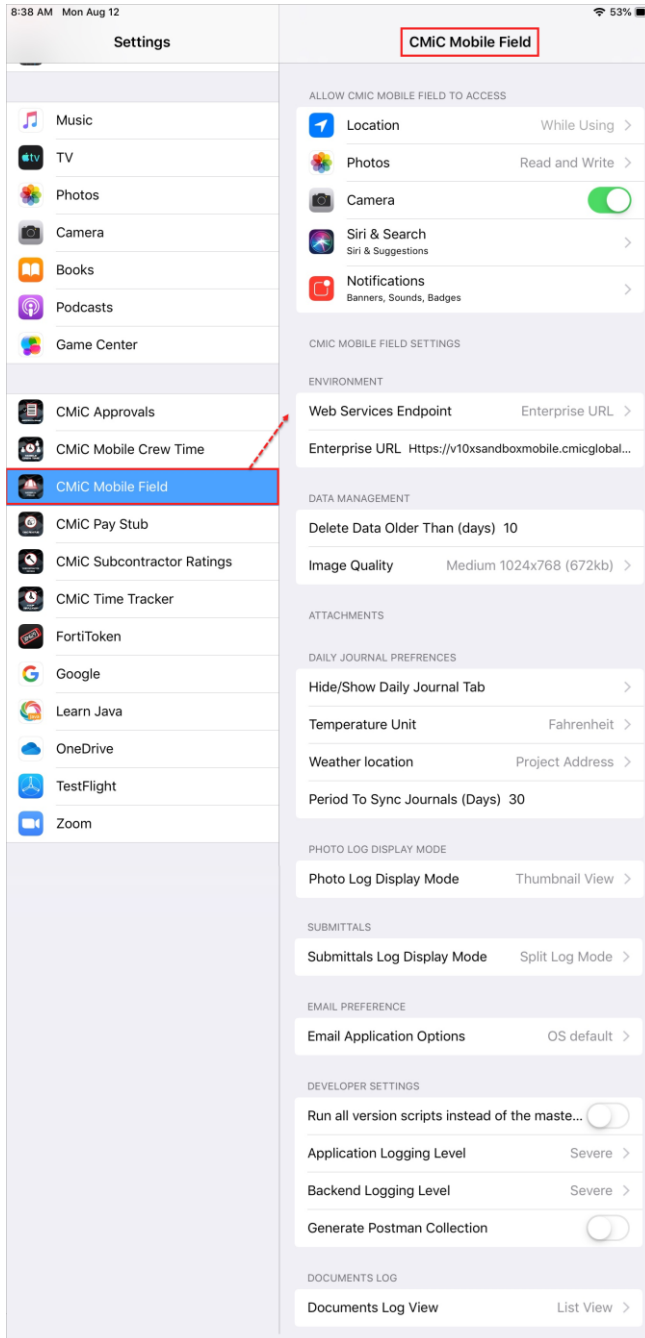 8:38 AM Mon Aug 12
53%
Settings
CMiC Mobile Field
Music
TV
Photos
Camera
Books
Podcasts
Game Center
CMiC Approvals
CMiC Mobile Crew Time
CMiC Mobile Field
CMiC Pay Stub
CMiC Subcontractor Ratings
CMiC Time Tracker
FortiToken
Google
Learn Java
OneDrive
TestFlight
Zoom
ALLOW CMIC MOBILE FIELD TO ACCESS
Location While Using
Photos Read and Write
Camera
Siri & Search
Siri & Suggestions
Notifications
Banners, Sounds, Badges
CMIC MOBILE FIELD SETTINGS
ENVIRONMENT
Web Services Endpoint Enterprise URL
Enterprise URL Https://v10xsandboxmobile.cmicglobal...
DATA MANAGEMENT
Delete Data Older Than (days) 10
Image Quality Medium 1024x768 (672kb)
ATTACHMENTS
DAILY JOURNAL PREFRENCES
Hide/Show Daily Journal Tab
Temperature Unit Fahrenheit
Weather location Project Address
Period To Sync Journals (Days) 30
PHOTO LOG DISPLAY MODE
Photo Log Display Mode Thumbnail View
SUBMITTALS
Submittals Log Display Mode Split Log Mode
EMAIL PREFERENCE
Email Application Options OS default
DEVELOPER SETTINGS
Run all version scripts instead of the maste...
Application Logging Level Severe
Backend Logging Level Severe
Generate Postman Collection
DOCUMENTS LOG
Documents Log View List View